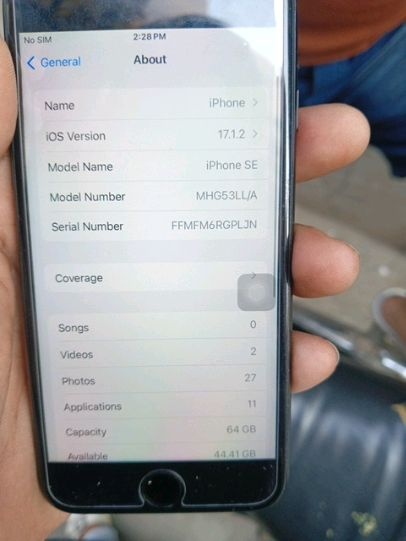 No SIM 2:28 PM
General About
Name iPhone
iOS Version 17.1.2
Model Name iPhone SE
Model Number MHG53LL/A
Serial Number FFMFM6RGPLJN
Coverage
Songs 0
Videos 2
Photos 27
Applications 11
Capacity 64 GB
Available 44.41 GB